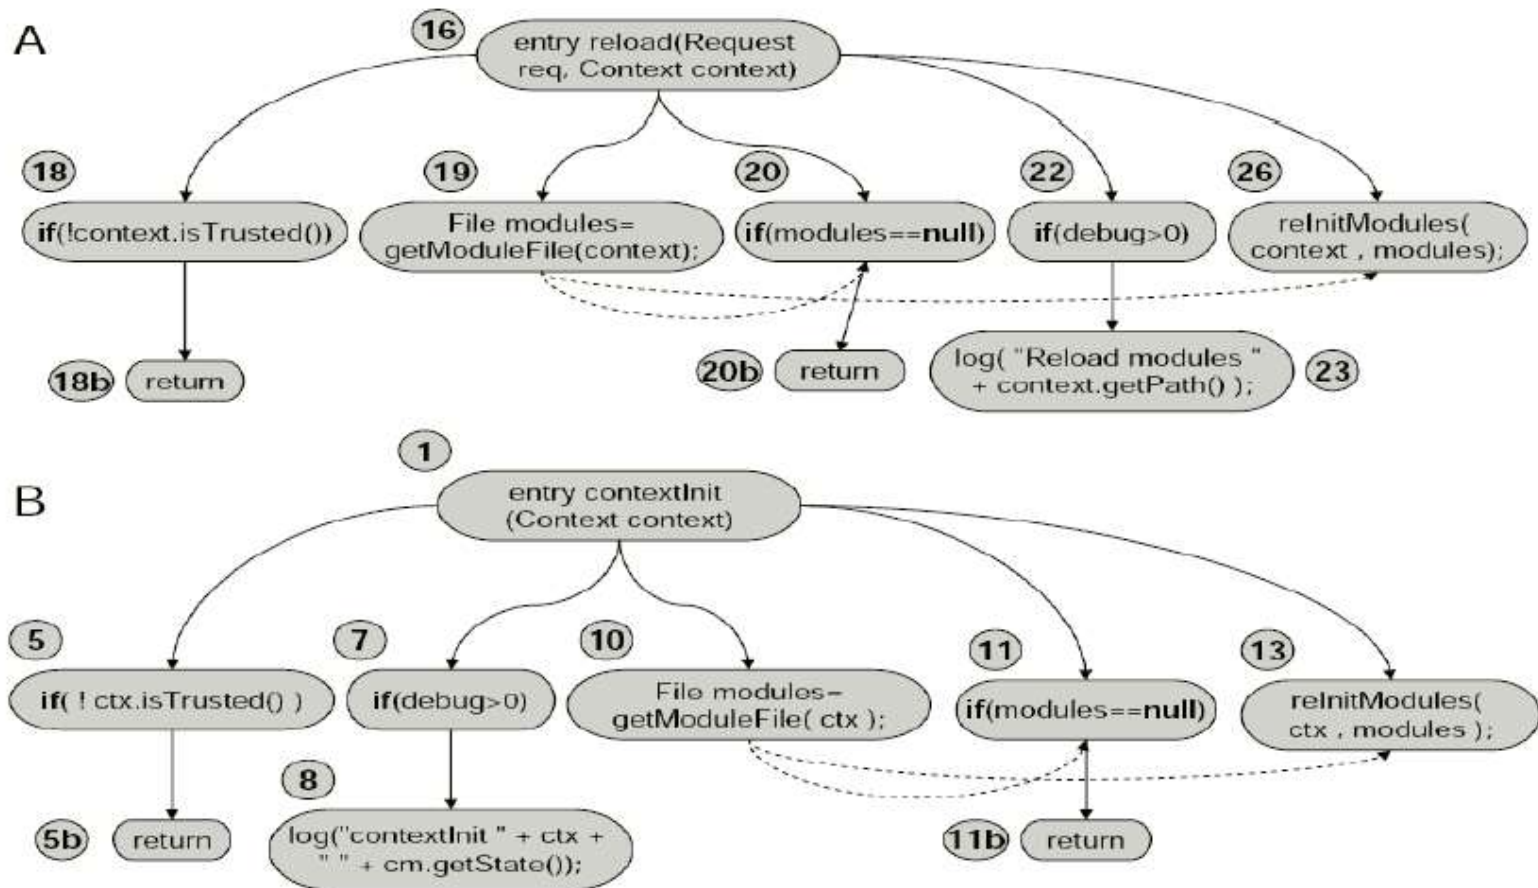 A
16
entry reload(Request
req, Context context)
18
19
20
22
26
if(!context.isTrusted())
File modules=
getModuleFile(context);
if(modules==null)
if(debug>0)
reInitModules(
context , modules);
18b
return
20b
return
log( "Reload modules "
+ context.getPath() );
23
1
B
entry contextInit
(Context context)
5
7
10
11
13
if( ! ctx.isTrusted() )
if(debug>0)
File modules=
getModuleFile( ctx );
if(modules==null)
reInitModules(
ctx , modules );
8
5b
return
log("contextInit " + ctx +
" " + cm.getState());
11b
return